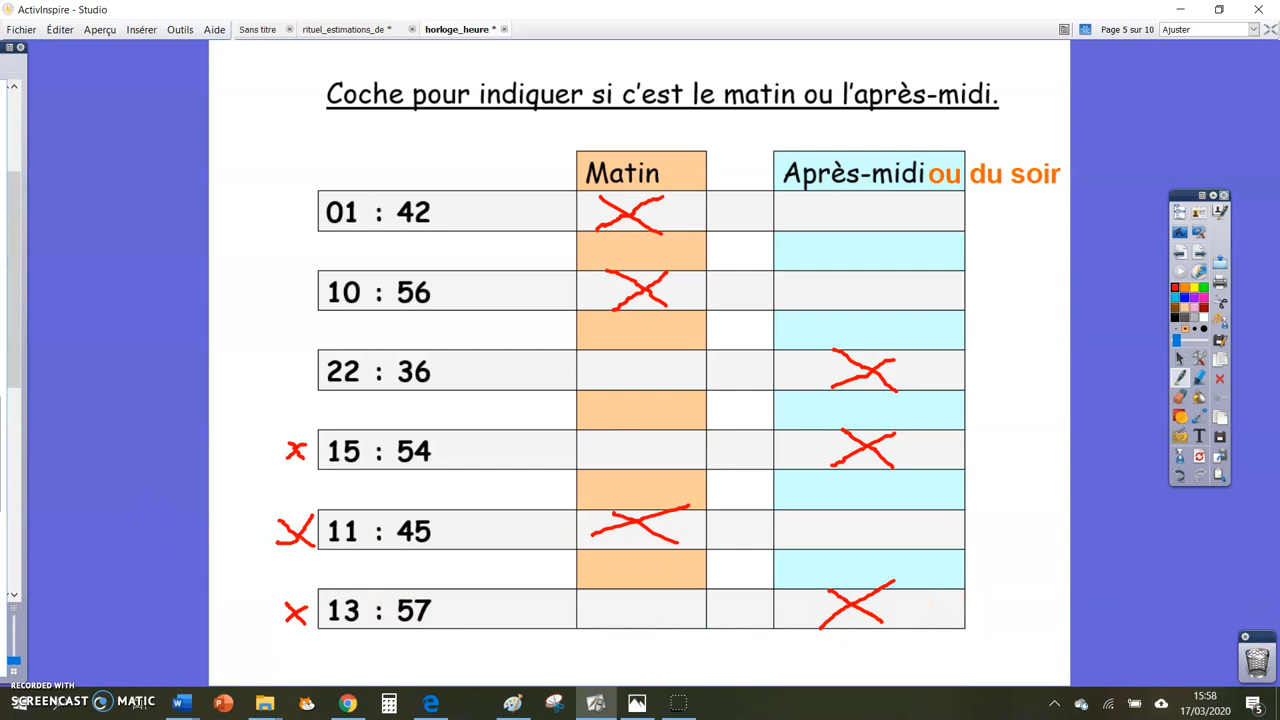 ActivInspire - Studio
Fichier Éditer Aperçu Insérer Outils Aide Sans titre rituel_estimations_de * horloge_heure * Page 5 sur 10 Ajuster
Coche pour indiquer si c'est le matin ou l'après-midi.
Matin Après-midi ou du soir
01 : 42
10 : 56
22 : 36
15 : 54
11 : 45
13 : 57
RECORDED WITH
SCREENCAST MATIC
15:58
17/03/2020